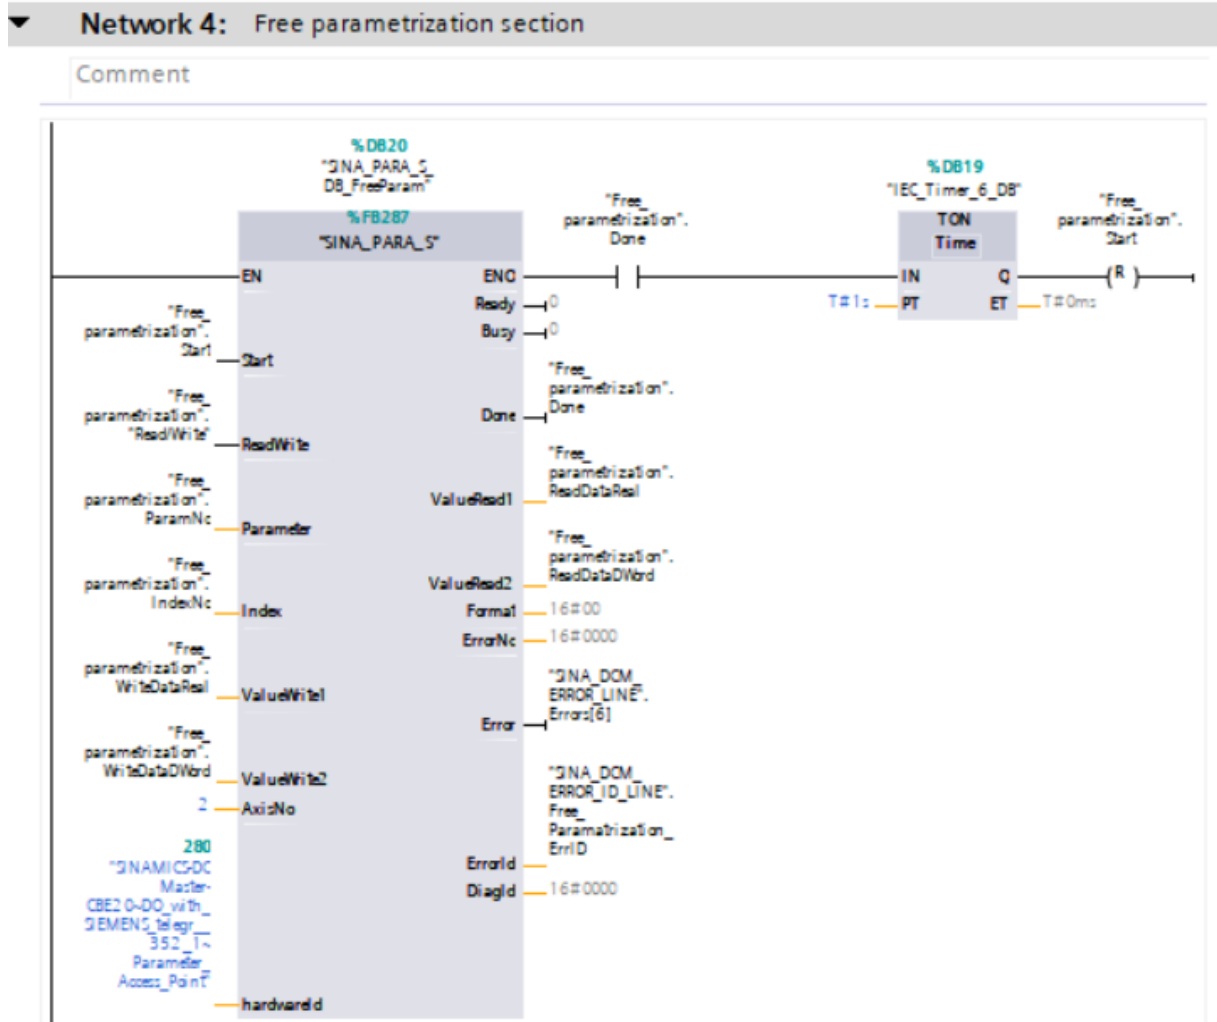 Network 4: Free parametrization section
Comment
%DB20
"SINA_PARA_S_
DB_FreeParam"
%FB287
"SINA_PARA_S"
EN
ENO
Ready
0
Busy
0
"Free_
parametrization".
Start
Start
"Free_
parametrization".
Done
Done
"Free_
parametrization".
"Read/Write"
ReadWrite
"Free_
parametrization".
ReadDataReal
ValueRead1
"Free_
parametrization".
ParamNo
Parameter
"Free_
parametrization".
ReadDataDWord
ValueRead2
"Free_
parametrization".
IndexNo
Index
Format
16#00
ErrorNo
16#0000
"Free_
parametrization".
WriteDataReal
ValueWrite1
"SINA_DCM_
ERROR_LINE".
Errors[6]
Error
"Free_
parametrization".
WriteDataDWord
ValueWrite2
2
AxisNo
"SINA_DCM_
ERROR_ID_LINE".
Free_
Paramatrization_
ErrID
ErrorId
DiagId
16#0000
280
"SINAMICS-DC
Master-
CBE20~DO_with_
SIEMENS_telegr__
352_1~
Parameter_
Access_Point"
hardwareId
"Free_
parametrization".
Done
%DB19
"IEC_Timer_6_DB"
TON
Time
IN
Q
T#1s
PT
ET
T#0ms
"Free_
parametrization".
Start
R